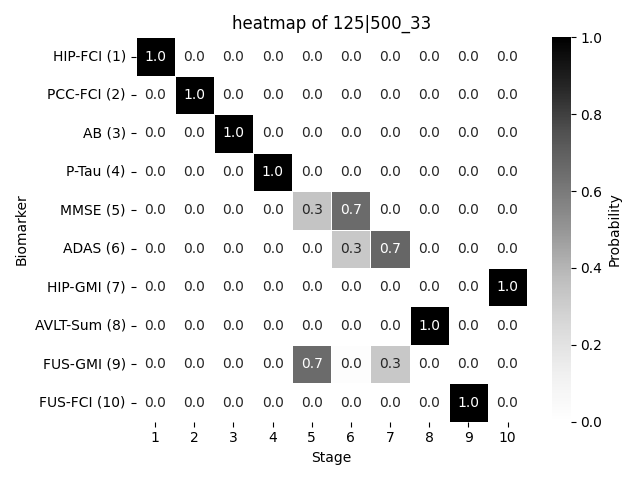 heatmap of 125|500_33
HIP-FCI (1) 1.0 0.0 0.0 0.0 0.0 0.0 0.0 0.0 0.0 0.0
PCC-FCI (2) 0.0 1.0 0.0 0.0 0.0 0.0 0.0 0.0 0.0 0.0
AB (3) 0.0 0.0 1.0 0.0 0.0 0.0 0.0 0.0 0.0 0.0
P-Tau (4) 0.0 0.0 0.0 1.0 0.0 0.0 0.0 0.0 0.0 0.0
MMSE (5) 0.0 0.0 0.0 0.0 0.3 0.7 0.0 0.0 0.0 0.0
ADAS (6) 0.0 0.0 0.0 0.0 0.0 0.3 0.7 0.0 0.0 0.0
HIP-GMI (7) 0.0 0.0 0.0 0.0 0.0 0.0 0.0 0.0 0.0 1.0
AVLT-Sum (8) 0.0 0.0 0.0 0.0 0.0 0.0 0.0 1.0 0.0 0.0
FUS-GMI (9) 0.0 0.0 0.0 0.0 0.7 0.0 0.3 0.0 0.0 0.0
FUS-FCI (10) 0.0 0.0 0.0 0.0 0.0 0.0 0.0 0.0 1.0 0.0
1 2 3 4 5 6 7 8 9 10
Stage
Biomarker
1.0
0.8
0.6
0.4
0.2
0.0
Probability